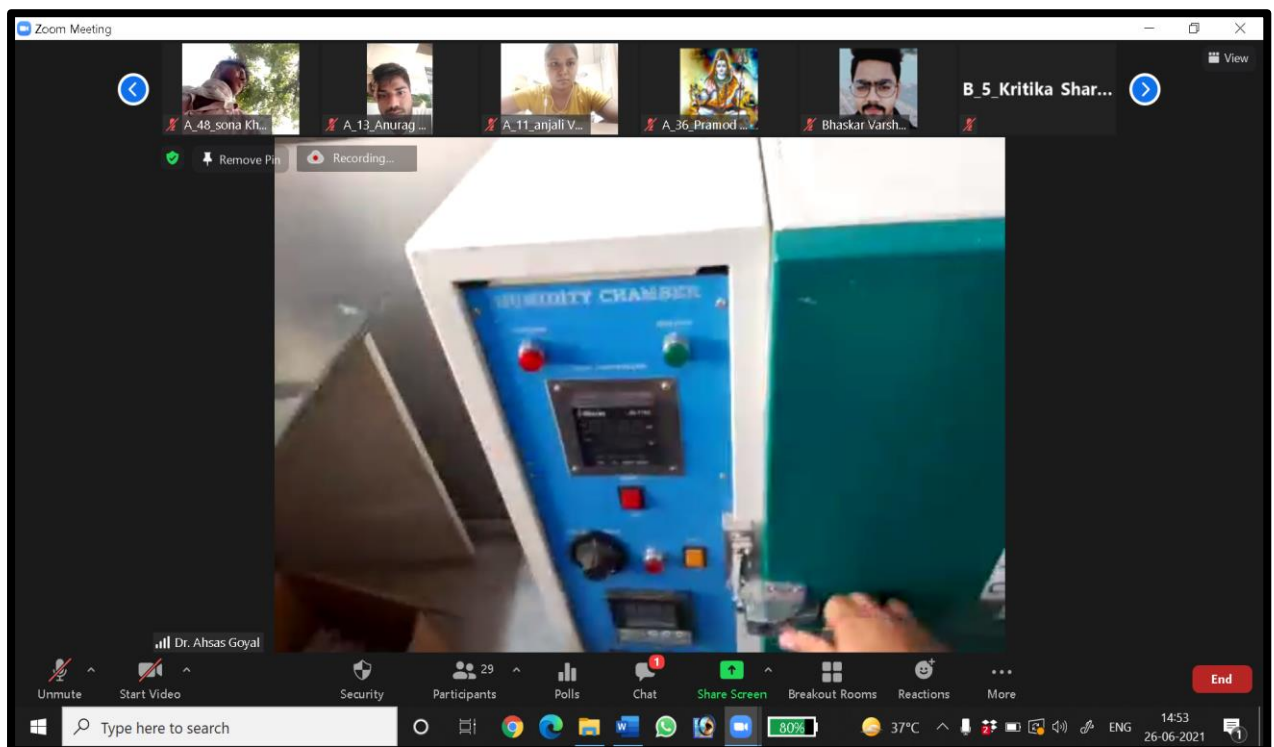 Zoom Meeting
View
B_5_Kritika Shar...
A_48_sona Kh...
A_13_Anurag ...
A_11_anjali V...
A_36_Pramod ...
Bhaskar Varsh...
Remove Pin
Recording...
HUMIDITY CHAMBER
Dr. Ahsas Goyal
29
1
Unmute
Start Video
Security
Participants
Polls
Chat
Share Screen
Breakout Rooms
Reactions
More
End
Type here to search
80%
37°C
ENG
14:53
26-06-2021
1